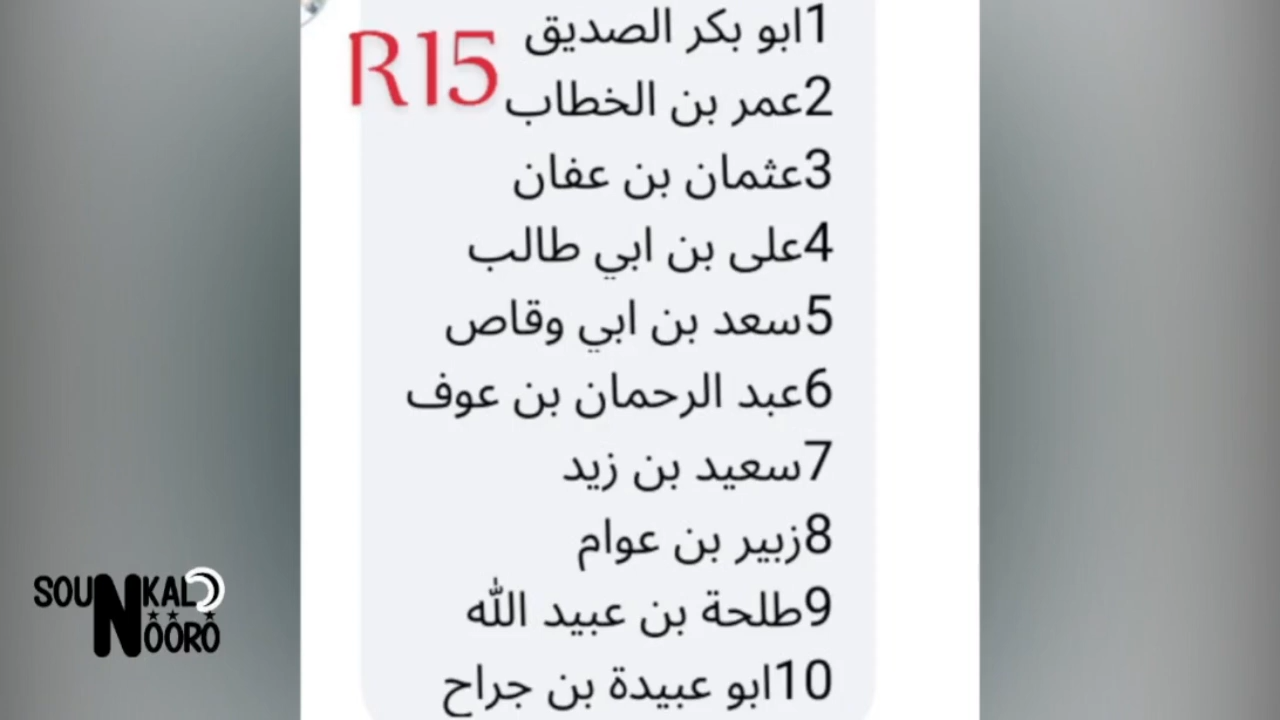 1ابو بكر الصديق
R15
2عمر بن الخطاب
3عثمان بن عفان
4على بن ابي طالب
5سعد بن ابي وقاص
6عبد الرحمان بن عوف
7سعيد بن زيد
8زبير بن عوام
9طلحة بن عبيد الله
10ابو عبيدة بن جراح
SOUNKALO
NOORO